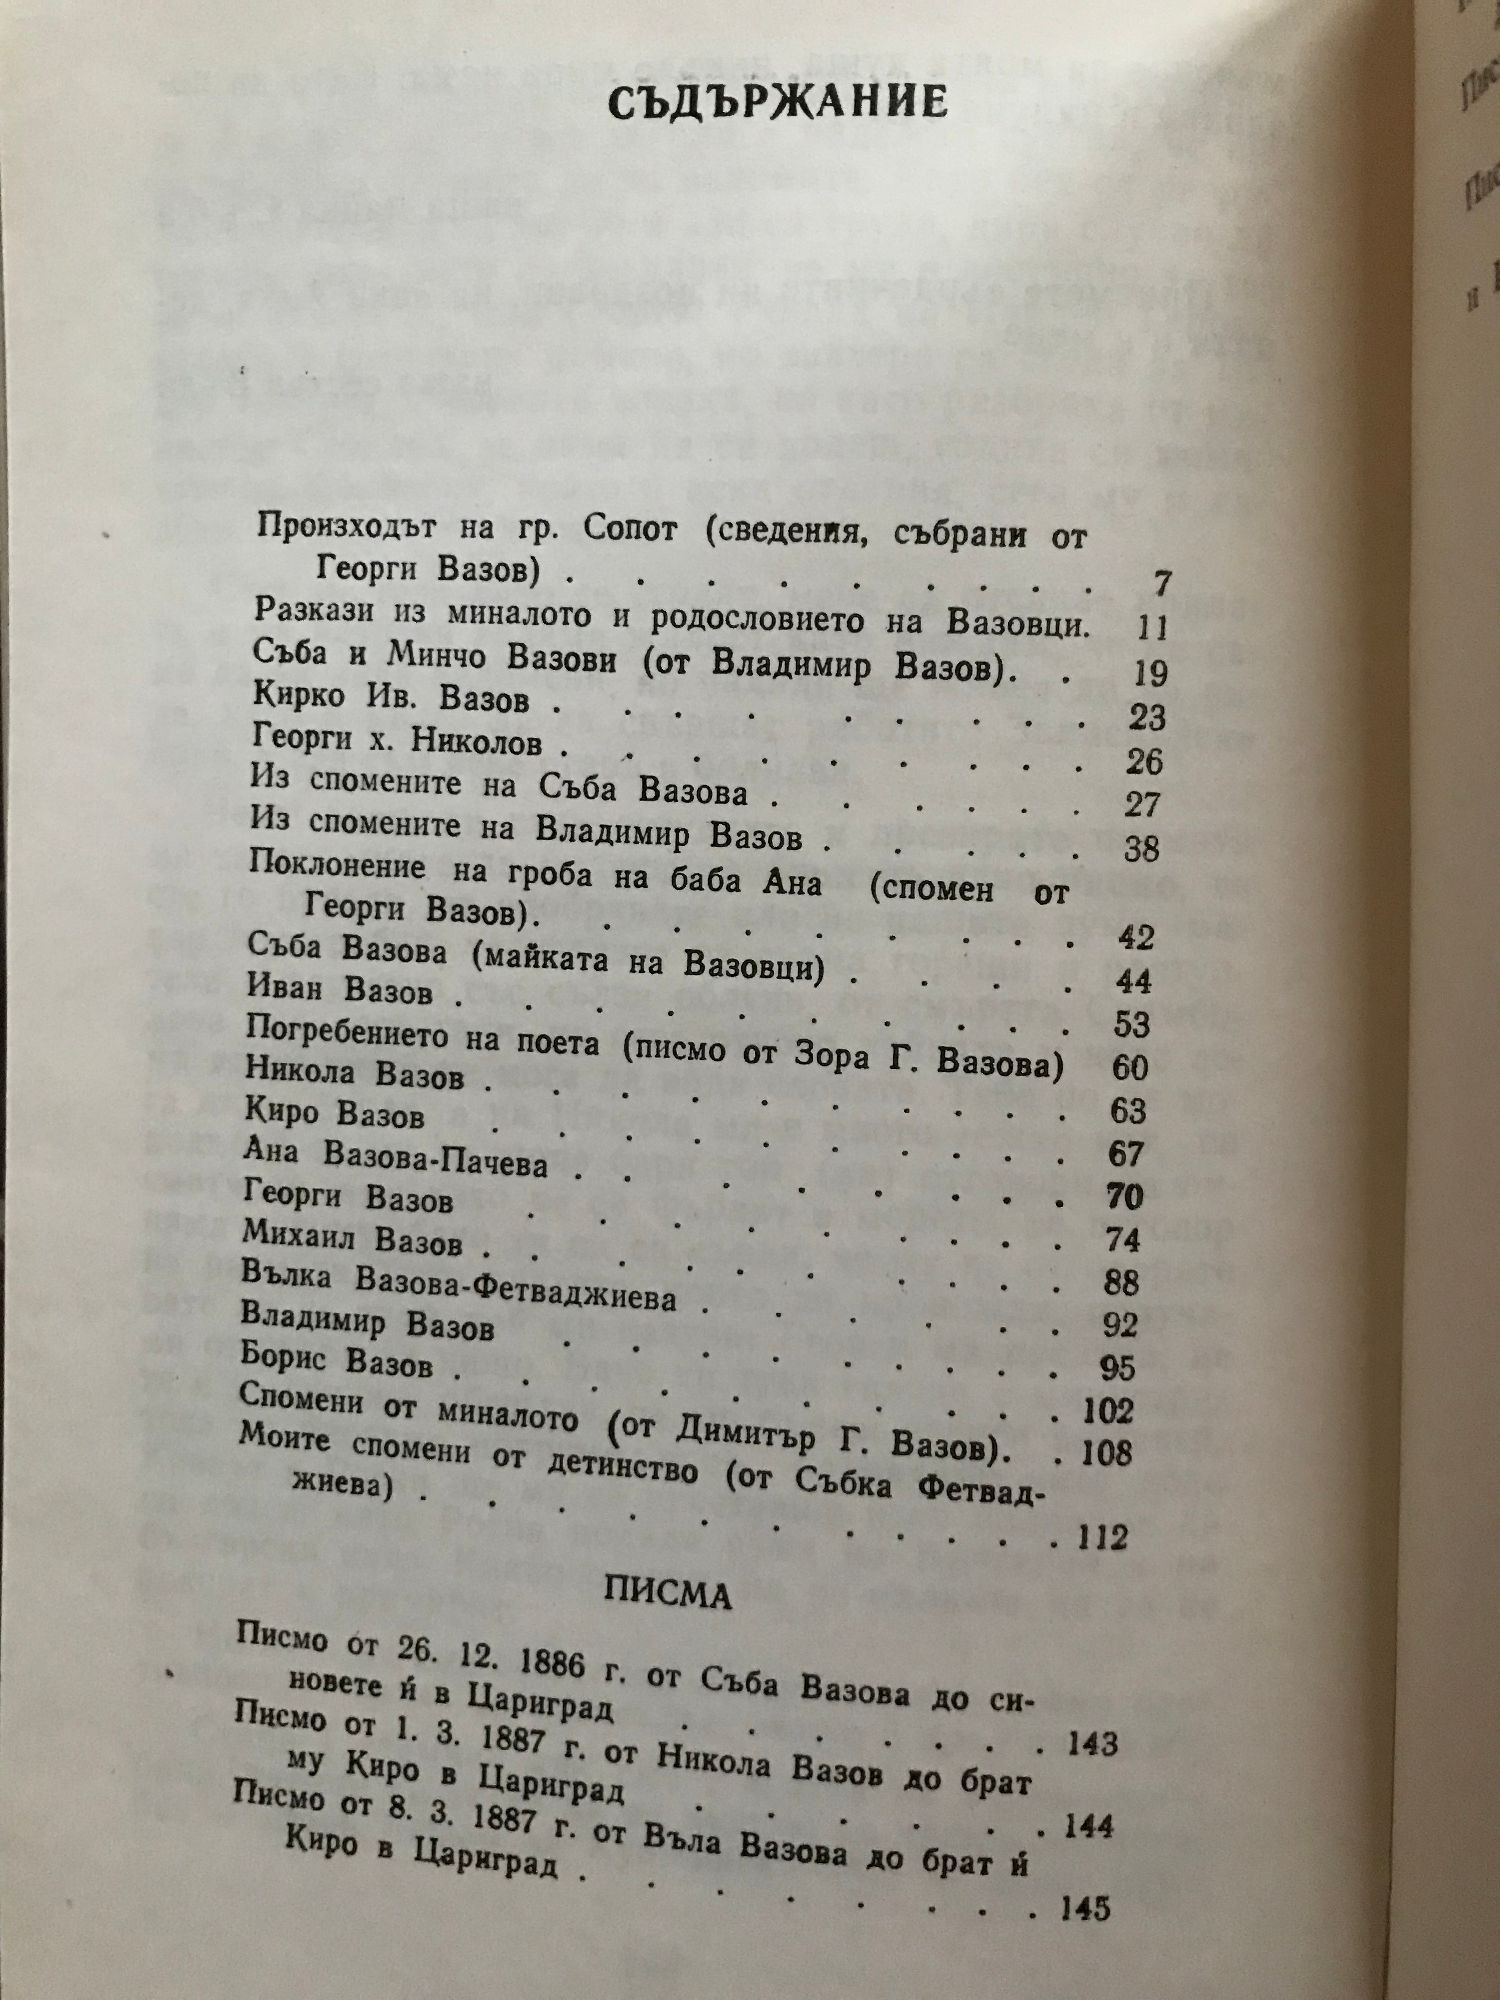 СЪДЪРЖАНИЕ
Произходът на гр. Сопот (сведения, събрани от
Георги Вазов) . . . . . . . . . 7
Разкази из миналото и родословието на Вазовци. 11
Съба и Минчо Вазови (от Владимир Вазов). . 19
Кирко Ив. Вазов . . . . . . . . . 23
Георги х. Николов . . . . . . . . 26
Из спомените на Съба Вазова . . . . . . 27
Из спомените на Владимир Вазов . . . . . 38
Поклонение на гроба на баба Ана (спомен от
Георги Вазов). . . . . . . . . 42
Съба Вазова (майката на Вазовци) . . . . 44
Иван Вазов . . . . . . . . . . 53
Погребението на поета (писмо от Зора Г. Вазова) 60
Никола Вазов . . . . . . . . . 63
Киро Вазов . . . . . . . . . 67
Ана Вазова-Пачева . . . . . . . . 70
Георги Вазов . . . . . . . . 74
Михаил Вазов . . . . . . . . . 88
Вълка Вазова-Фетваджиева . . . . . . 92
Владимир Вазов . . . . . . . . 95
Борис Вазов . . . . . . . . . . 102
Спомени от миналото (от Димитър Г. Вазов). . 108
Моите спомени от детинство (от Събка Фетвад-
жиева) . . . . . . . . . . 112
ПИСМА
Писмо от 26. 12. 1886 г. от Съба Вазова до си-
новете ѝ в Цариград . . . . . . . 143
Писмо от 1. 3. 1887 г. от Никола Вазов до брат
му Киро в Цариград . . . . . . 144
Писмо от 8. 3. 1887 г. от Въла Вазова до брат ѝ
Киро в Цариград . . . . . . . . 145